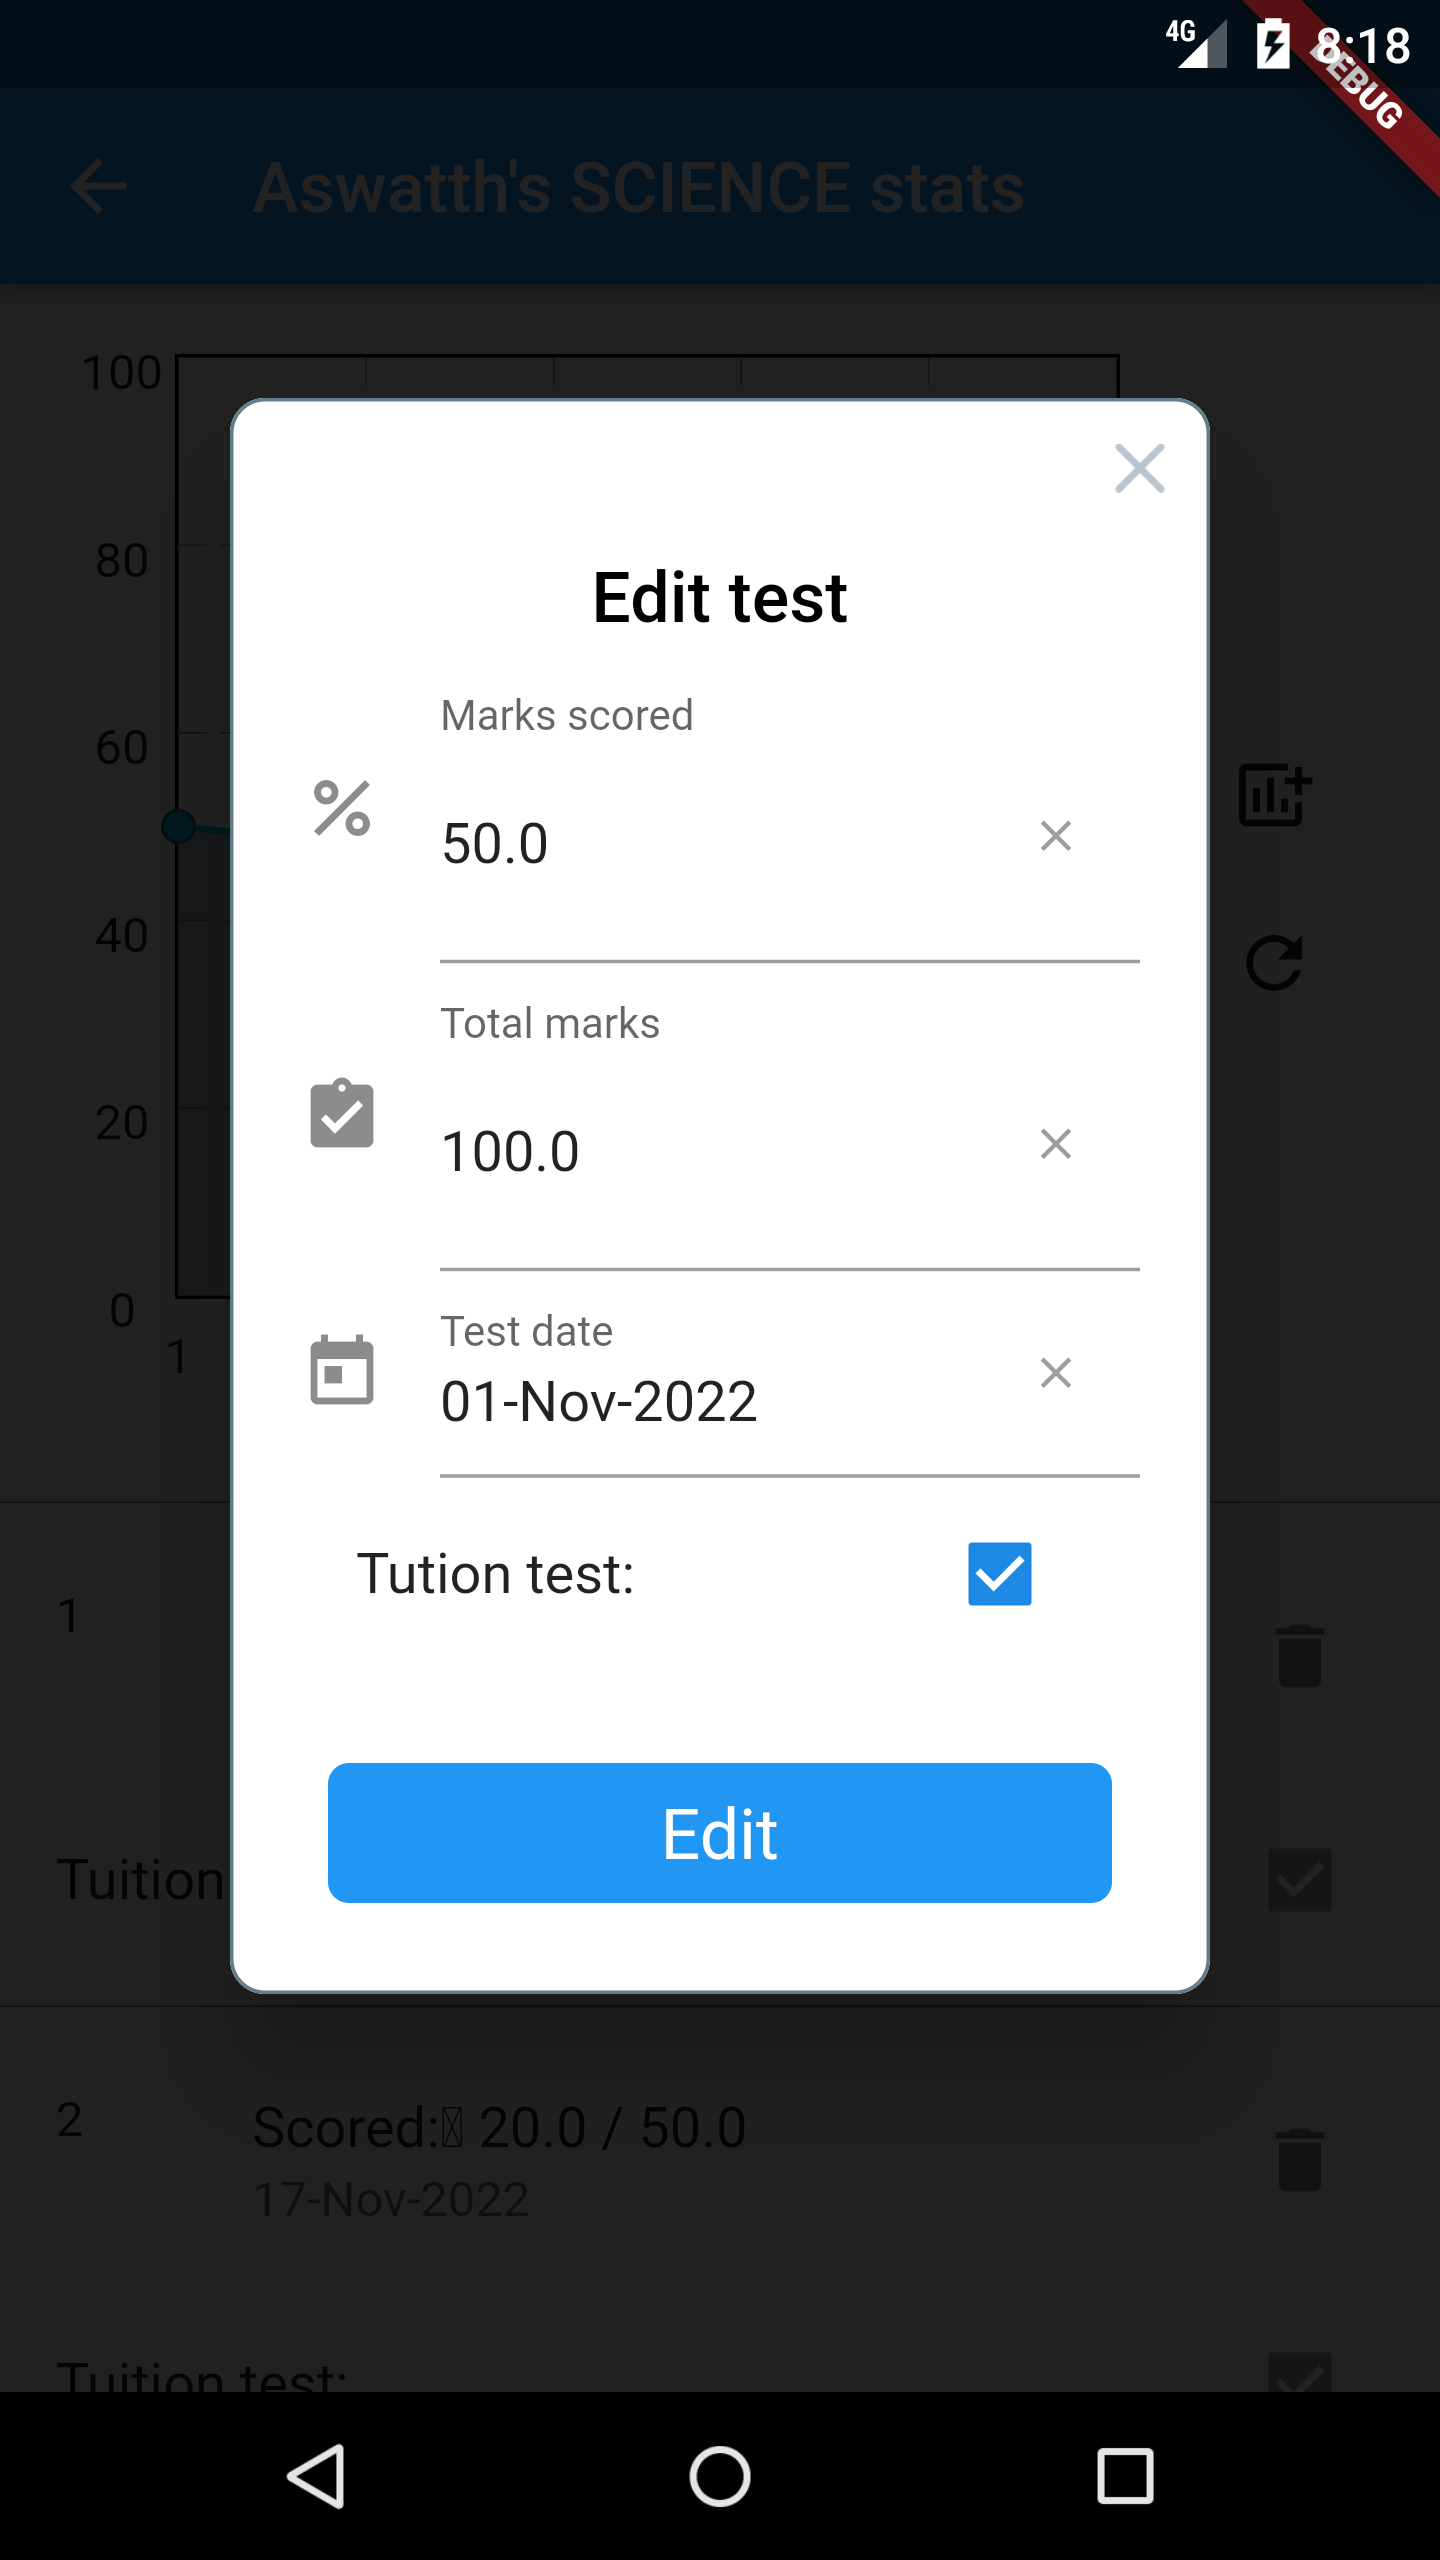 4G 8:18
DEBUG
Aswatth's SCIENCE stats
100
80
60
40
20
0
1
Edit test
Marks scored
50.0
Total marks
100.0
Test date
01-Nov-2022
Tution test:
Edit
1
Tuition
2
Scored: 20.0 / 50.0
17-Nov-2022
Tuition test: